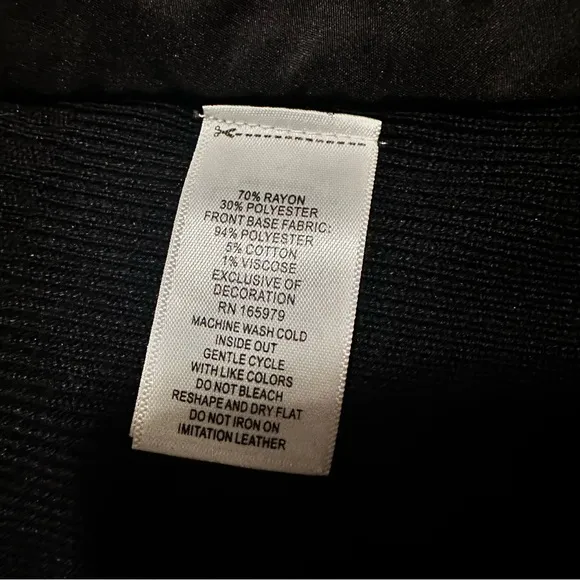 70% RAYON
30% POLYESTER
FRONT BASE FABRIC:
94% POLYESTER
5% COTTON
1% VISCOSE
EXCLUSIVE OF
DECORATION
RN 165979
MACHINE WASH COLD
INSIDE OUT
GENTLE CYCLE
WITH LIKE COLORS
DO NOT BLEACH
RESHAPE AND DRY FLAT
DO NOT IRON ON
IMITATION LEATHER